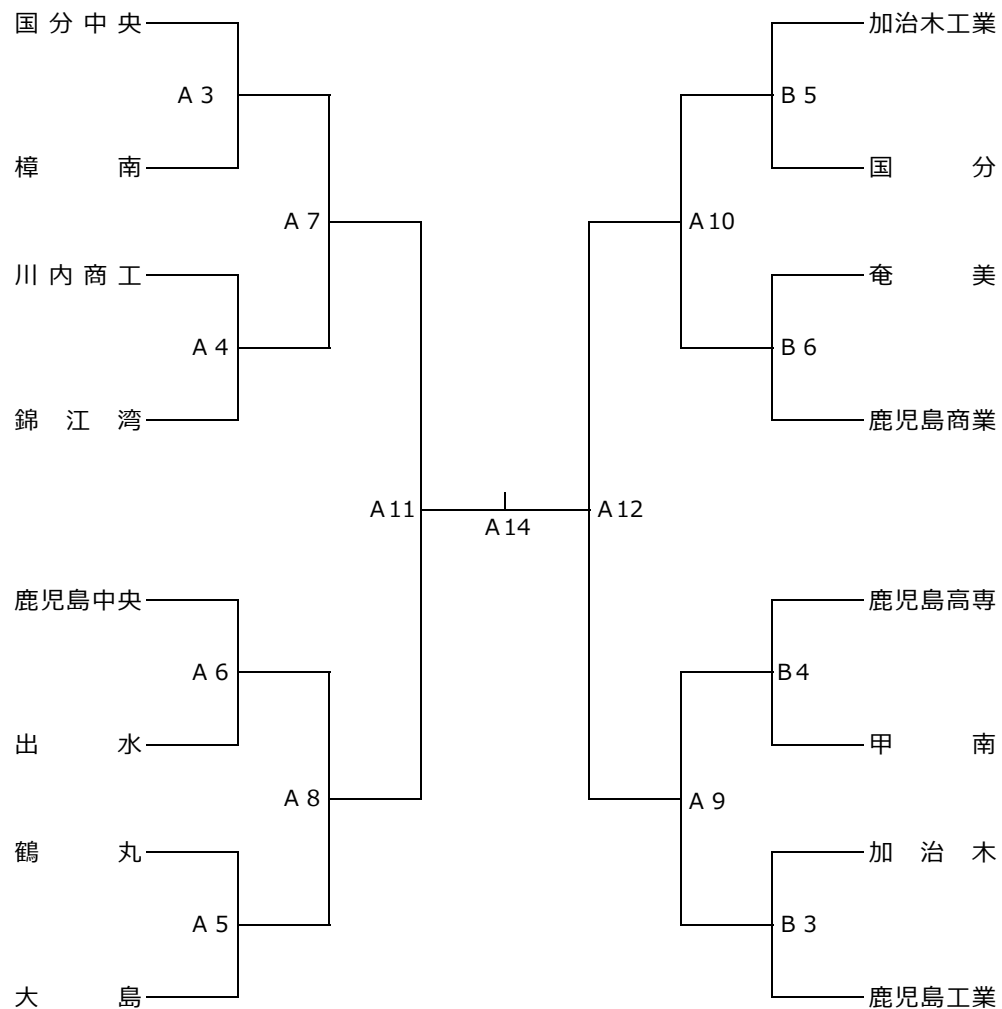 国分中央
加治木工業
A3
B5
樟南
国分
A7
A10
川内商工
奄美
A4
B6
錦江湾
鹿児島商業
A11
A14
A12
鹿児島中央
鹿児島高専
A6
B4
出水
甲南
A8
A9
鶴丸
加治木
A5
B3
大島
鹿児島工業